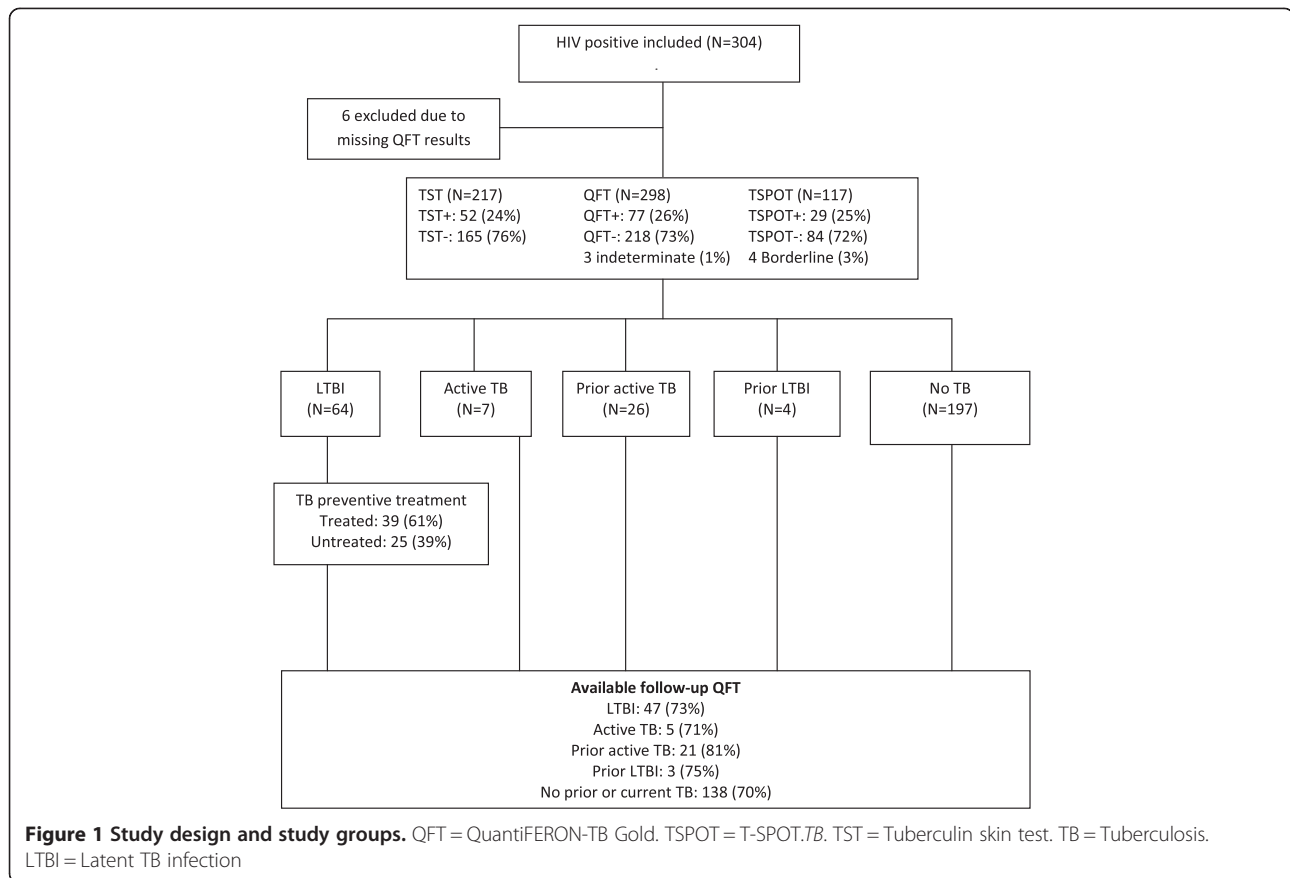 HIV positive included (N=304)
.
6 excluded due to
missing QFT results
TST (N=217)
TST+: 52 (24%)
TST-: 165 (76%)
QFT (N=298)
QFT+: 77 (26%)
QFT-: 218 (73%)
3 indeterminate (1%)
TSPOT (N=117)
TSPOT+: 29 (25%)
TSPOT-: 84 (72%)
4 Borderline (3%)
LTBI
(N=64)
Active TB
(N=7)
Prior active TB
(N=26)
Prior LTBI
(N=4)
No TB
(N=197)
TB preventive treatment
Treated: 39 (61%)
Untreated: 25 (39%)
Available follow-up QFT
LTBI: 47 (73%)
Active TB: 5 (71%)
Prior active TB: 21 (81%)
Prior LTBI: 3 (75%)
No prior or current TB: 138 (70%)
Figure 1 Study design and study groups. QFT = QuantiFERON-TB Gold. TSPOT = T-SPOT.TB. TST = Tuberculin skin test. TB = Tuberculosis.
LTBI = Latent TB infection